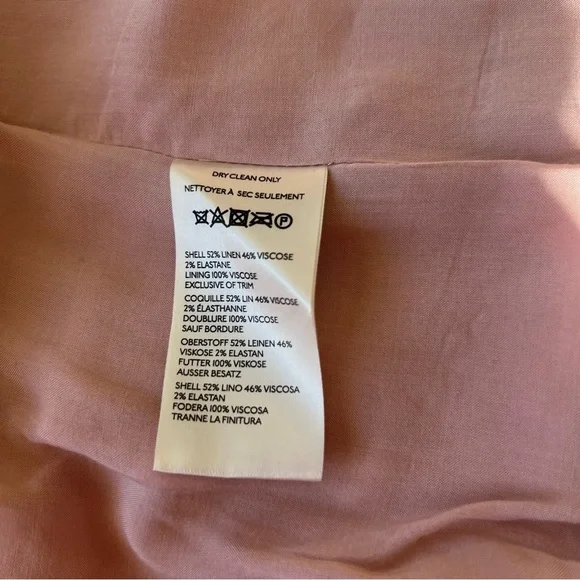 DRY CLEAN ONLY
NETTOYER À SEC SEULEMENT
P
SHELL 52% LINEN 46% VISCOSE
2% ELASTANE
LINING 100% VISCOSE
EXCLUSIVE OF TRIM
COQUILLE 52% LIN 46% VISCOSE
2% ÉLASTHANNE
DOUBLURE 100% VISCOSE
SAUF BORDURE
OBERSTOFF 52% LEINEN 46%
VISKOSE 2% ELASTAN
FUTTER 100% VISKOSE
AUSSER BESATZ
SHELL 52% LINO 46% VISCOSA
2% ELASTAN
FODERA 100% VISCOSA
TRANNE LA FINITURA